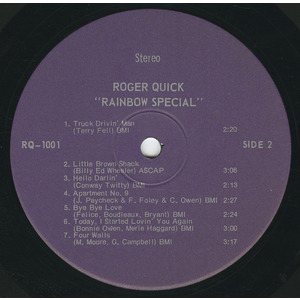 Stereo
ROGER QUICK
"RAINBOW SPECIAL"
1. Truck Drivin' Man
(Terry Fell) BMI 2:20
RQ-1001 SIDE 2
2. Little Brown Shack
(Billy Ed Wheeler) ASCAP 3:06
3. Hello Darlin'
(Conway Twitty) BMI 2:13
4. Apartment No. 9
(J. Paycheck & F. Foley & C. Owen) BMI 2:24
5. Bye Bye Love
(Felice, Boudleaux, Bryant) BMI 2:27
6. Today, I Started Lovin' You Again
(Bonnie Owen, Merle Haggard) BMI 7:08
7. Four Walls
(M. Moore, G. Campbell) BMI 3:17